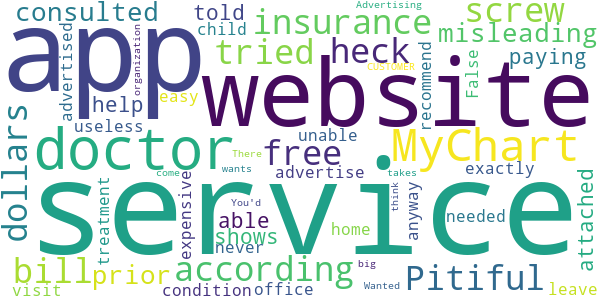 consulted told Advertising insurance screw
app child organization tried heck misleading
advertised website False paying
help CUSTOMER recommend
easy
useless unable
dollars doctor free MyChart
There advertise exactly
service
treatment expensive come wants You'd able takes think anyway needed attached
shows home
never
bill prior according big Pitiful
visit condition office Wanted leave